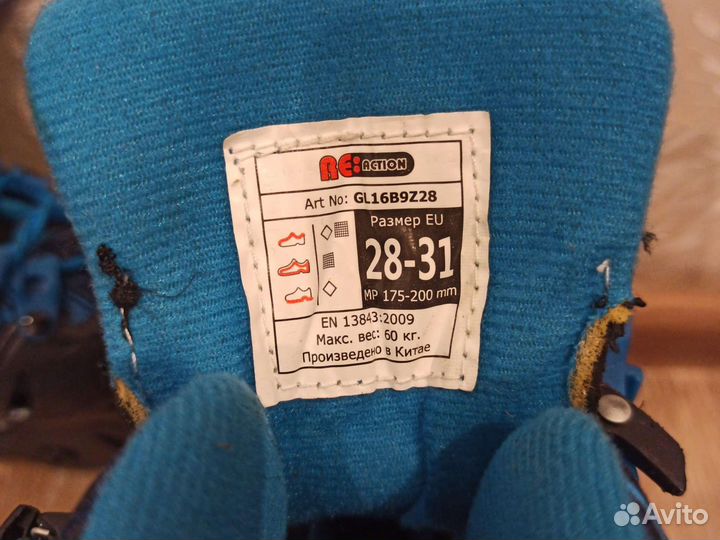 RE:ACTION
Art No: GL16B9Z28
Размер EU
28-31
MP 175-200 mm
EN 13843:2009
Макс. вес: 60 кг.
Произведено в Китае
Avito